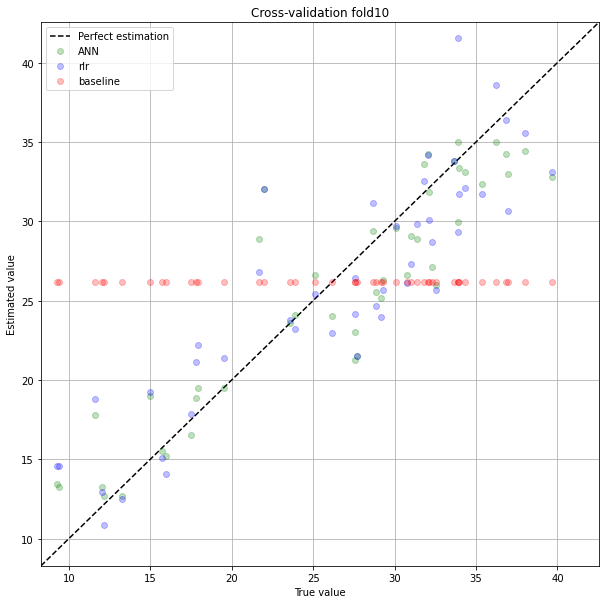 Cross-validation fold10
Perfect estimation
ANN
rlr
baseline
Estimated value
40
35
30
25
20
15
10
10 15 20 25 30 35 40
True value